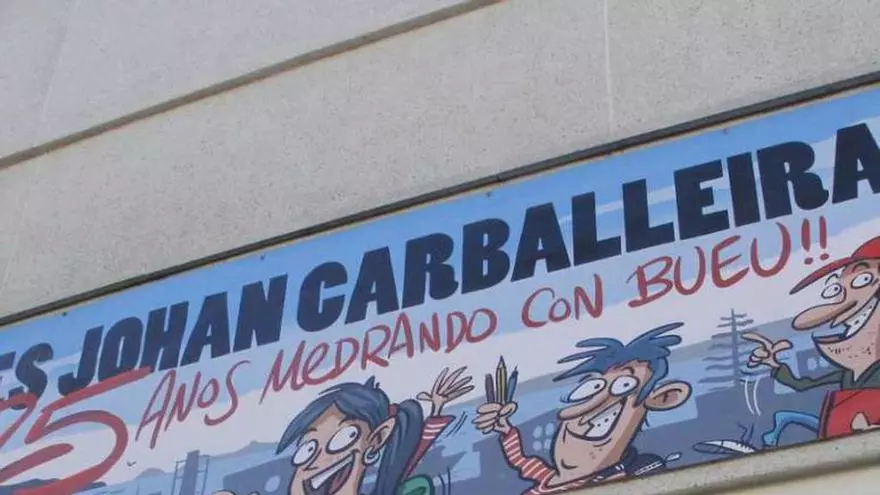 ES JOHAN CARBALLEIRA
25 ANOS MEDRANDO CON BUEU!!